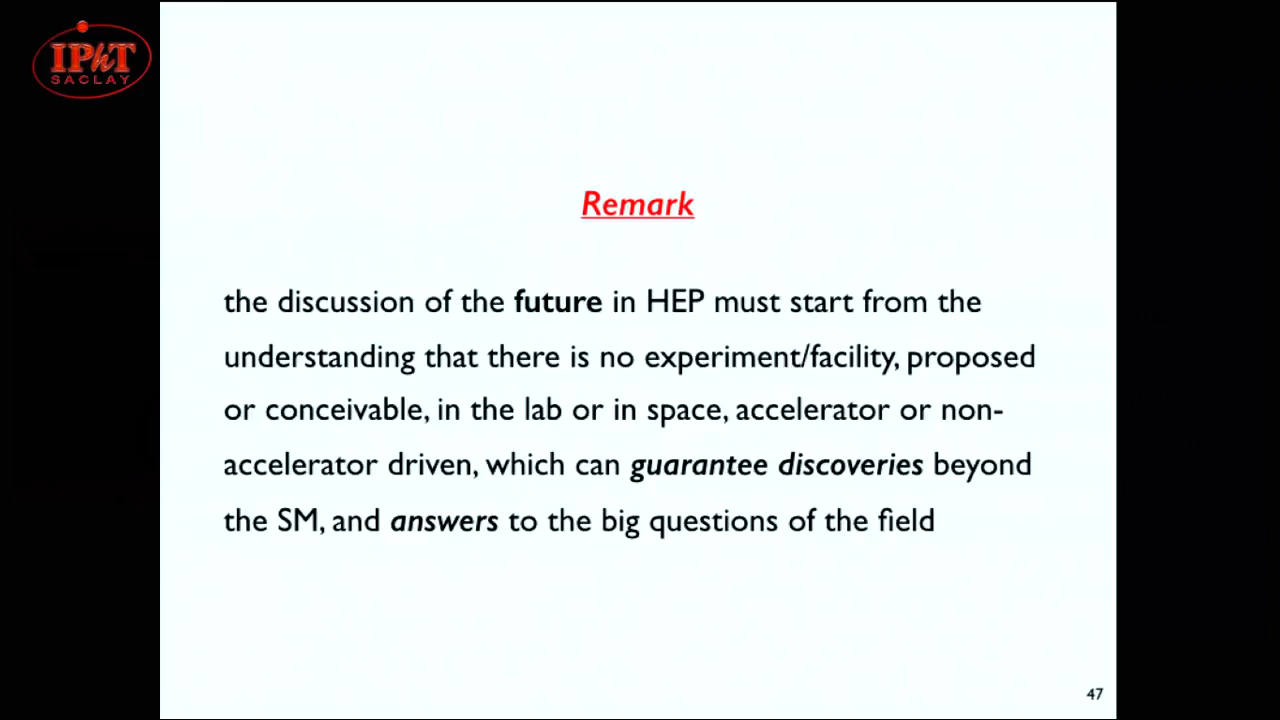 IPhT
SACLAY
Remark
the discussion of the future in HEP must start from the
understanding that there is no experiment/facility, proposed
or conceivable, in the lab or in space, accelerator or non-
accelerator driven, which can guarantee discoveries beyond
the SM, and answers to the big questions of the field
47